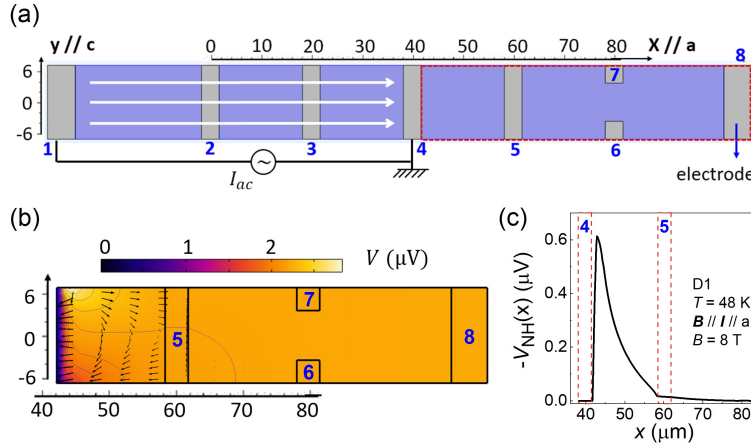 (a)
y // c
0 10 20 30 40 50 60 70 80
X // a
8
6
0
-6
7
1 2 3 4 5 6
I_ac
electrode
(b)
0 1 2 V (μV)
6
0
-6
5
7
6
8
40 50 60 70 80
(c)
4 5
-V_NH(x) (μV)
0.6
0.4
0.2
0.0
D1
T = 48 K
B // I // a
B = 8 T
40 50 60 70 80
x (μm)